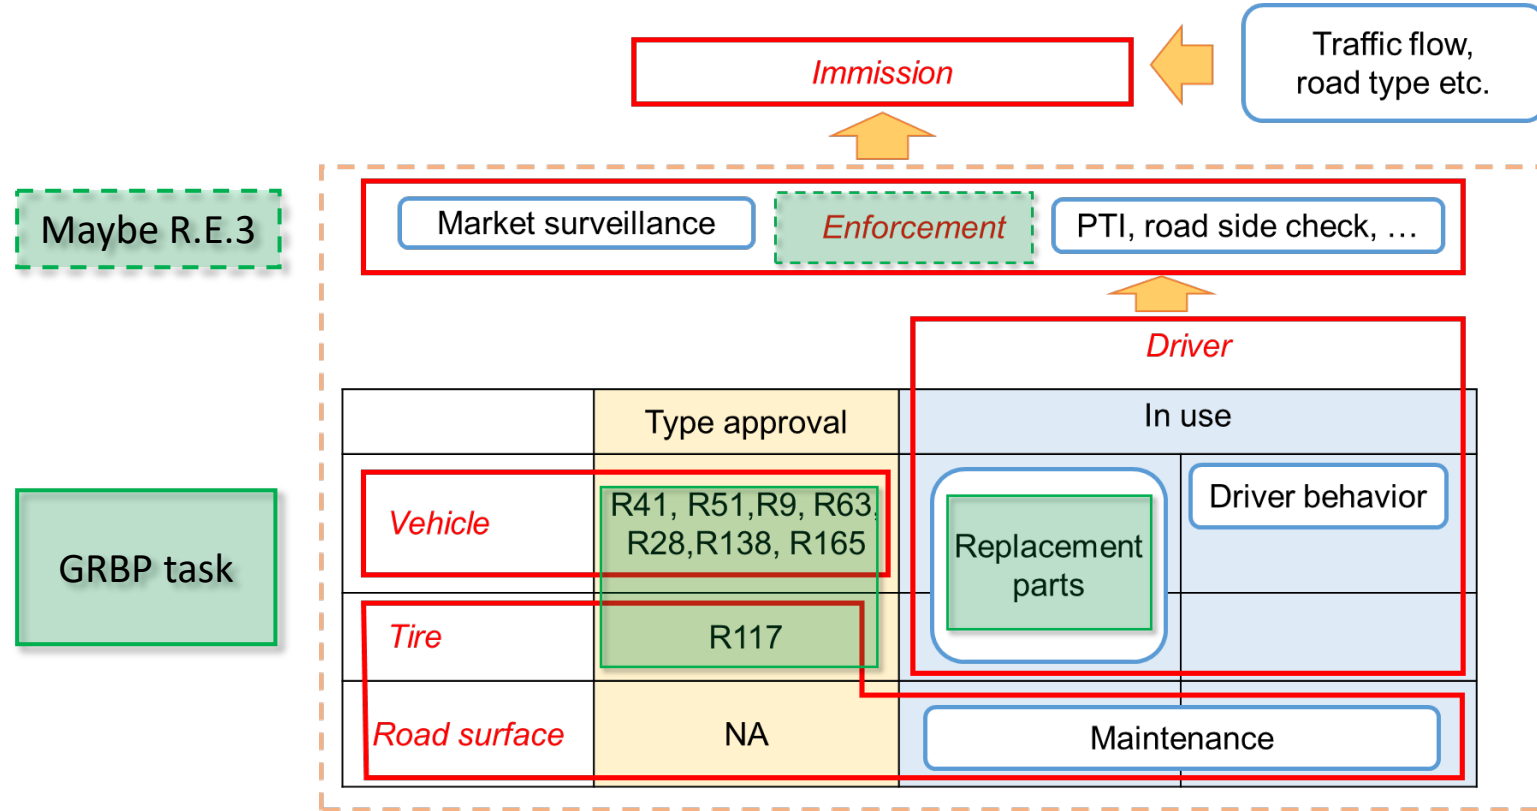 Immission
Traffic flow,
road type etc.
Maybe R.E.3
Market surveillance
Enforcement
PTI, road side check, …
Driver
Type approval
In use
GRBP task
Vehicle
R41, R51,R9, R63,
R28,R138, R165
Replacement
parts
Driver behavior
Tire
R117
Road surface
NA
Maintenance